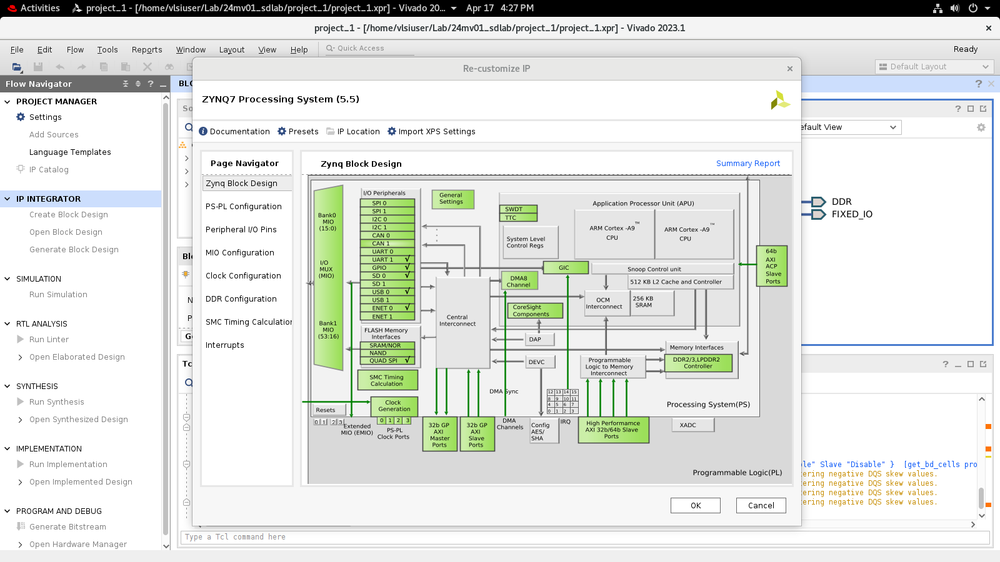 Activities
project_1 - [/home/vlsiuser/Lab/24mv01_sdlab/project_1/project_1.xpr] - Vivado 20...
Apr 17 4:27 PM
project_1 - [/home/vlsiuser/Lab/24mv01_sdlab/project_1/project_1.xpr] - Vivado 2023.1
File Edit Flow Tools Reports Window Layout View Help
Quick Access
Ready
Default Layout
Flow Navigator
PROJECT MANAGER
Settings
Add Sources
Language Templates
IP Catalog
IP INTEGRATOR
Create Block Design
Open Block Design
Generate Block Design
SIMULATION
Run Simulation
RTL ANALYSIS
Run Linter
Open Elaborated Design
SYNTHESIS
Run Synthesis
Open Synthesized Design
IMPLEMENTATION
Run Implementation
Open Implemented Design
PROGRAM AND DEBUG
Generate Bitstream
Open Hardware Manager
Re-customize IP
ZYNQ7 Processing System (5.5)
Documentation
Presets
IP Location
Import XPS Settings
Page Navigator
Zynq Block Design
PS-PL Configuration
Peripheral I/O Pins
MIO Configuration
Clock Configuration
DDR Configuration
SMC Timing Calculation
Interrupts
Zynq Block Design
Summary Report
Bank0
MIO
(15:0)
I/O
MUX
(MIO)
Bank1
MIO
(53:16)
I/O Peripherals
SPI 0
SPI 1
I2C 0
I2C 1
CAN 0
CAN 1
UART 0
UART 1 √
GPIO √
SD 0 √
SD 1
USB 0 √
USB 1
ENET 0 √
ENET 1
FLASH Memory
Interfaces
SRAM/NOR
NAND
QUAD SPI √
SMC Timing
Calculation
Clock
Generation
Resets
0 1 2 3
Extended
MIO (EMIO)
0 1 2 3
PS-PL
Clock Ports
General
Settings
Application Processor Unit (APU)
SWDT
TTC
System Level
Control Regs
ARM Cortex -A9™
CPU
ARM Cortex -A9™
CPU
GIC
Snoop Control unit
DMA8
Channel
512 KB L2 Cache and Controller
OCM
Interconnect
256 KB
SRAM
CoreSight
Components
Central
Interconnect
DAP
DEVC
Programmable
Logic to Memory
Interconnect
Memory Interfaces
DDR2/3,LPDDR2
Controller
64b
AXI
ACP
Slave
Ports
DMA Sync
12 13 14 15
8 9 10 11
4 5 6 7
0 1 2 3
Processing System(PS)
32b GP
AXI
Master
Ports
32b GP
AXI
Slave
Ports
DMA
Channels
Config
AES/
SHA
IRQ
High Performamce
AXI 32b/64b Slave
Ports
XADC
Programmable Logic(PL)
OK
Cancel
efault View
DDR
FIXED_IO
ble" Slave "Disable" } [get_bd_cells pro
tering negative DQS skew values.
tering negative DQS skew values.
tering negative DQS skew values.
tering negative DQS skew values.
Type a Tcl command here